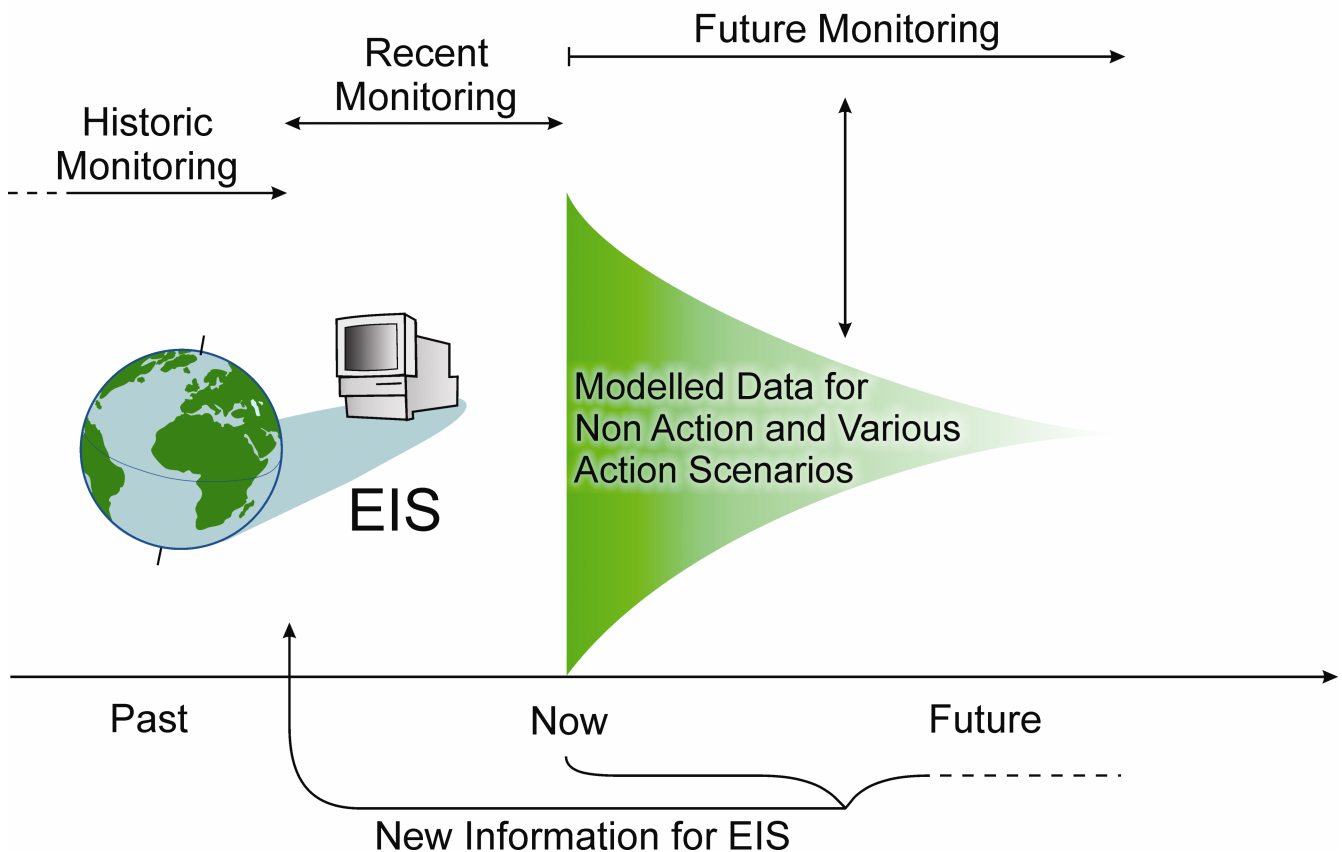 Future Monitoring
Recent
Monitoring
Historic
Monitoring
Modelled Data for
Non Action and Various
Action Scenarios
EIS
Past
Now
Future
New Information for EIS